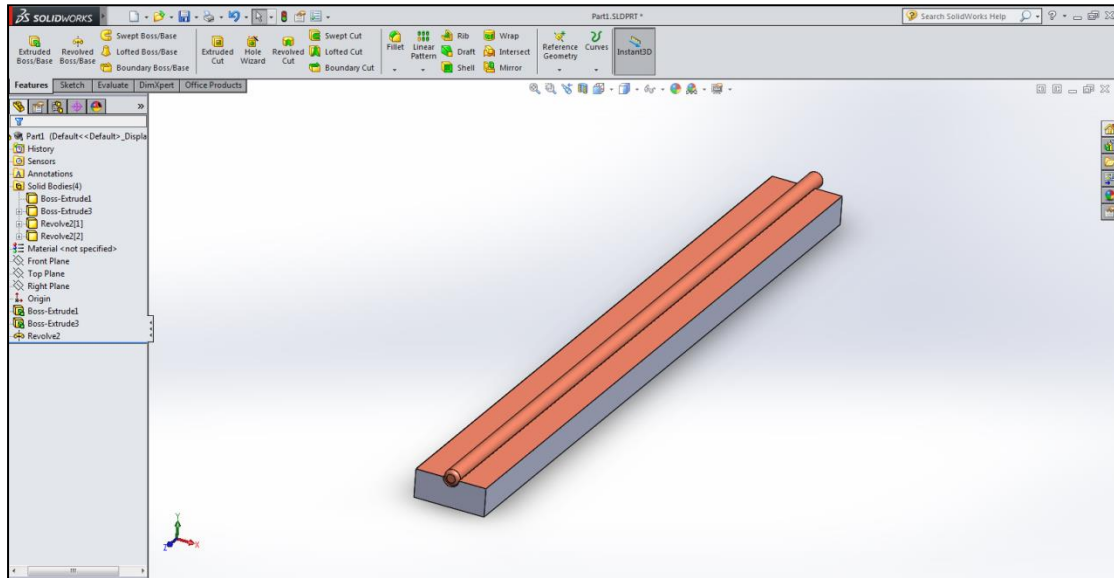 SOLIDWORKS
Part1.SLDPRT *
Search SolidWorks Help
Extruded Boss/Base
Revolved Boss/Base
Swept Boss/Base
Lofted Boss/Base
Boundary Boss/Base
Extruded Cut
Hole Wizard
Revolved Cut
Swept Cut
Lofted Cut
Boundary Cut
Fillet
Linear Pattern
Rib
Draft
Shell
Wrap
Intersect
Mirror
Reference Geometry
Curves
Instant3D
Features
Sketch
Evaluate
DimXpert
Office Products
Part1 (Default<<Default>_Displa
History
Sensors
Annotations
Solid Bodies(4)
Boss-Extrude1
Boss-Extrude3
Revolve2[1]
Revolve2[2]
Material <not specified>
Front Plane
Top Plane
Right Plane
Origin
Boss-Extrude1
Boss-Extrude3
Revolve2
Y
X
Z